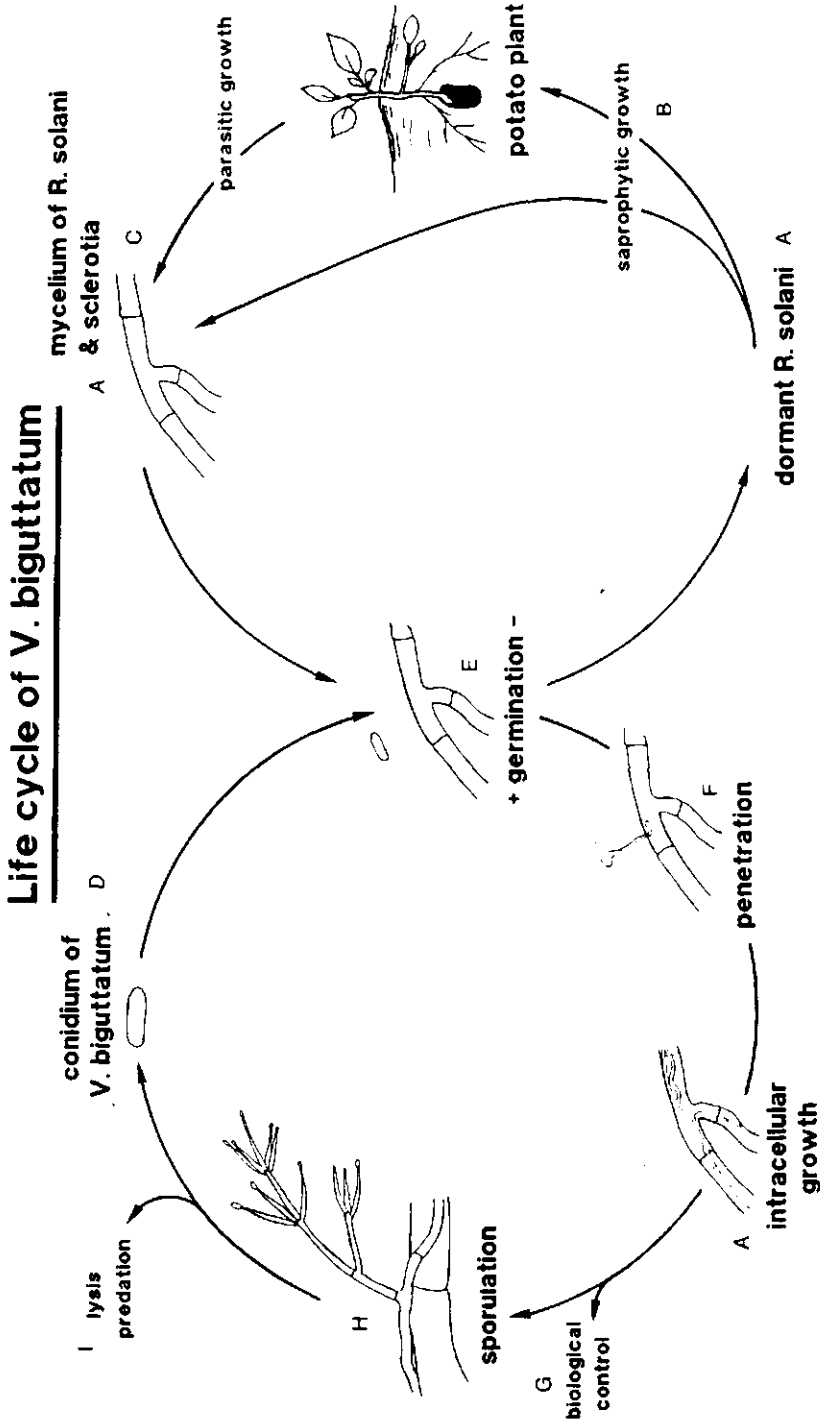 Life cycle of V. biguttatum
conidium of
V. biguttatum .
D
mycelium of R. solani
& sclerotia
A
C
parasitic growth
potato plant
saprophytic growth
B
dormant R. solani
A
E
+ germination -
F
penetration
A
intracellular
growth
G
biological
control
H
sporulation
I
lysis
predation